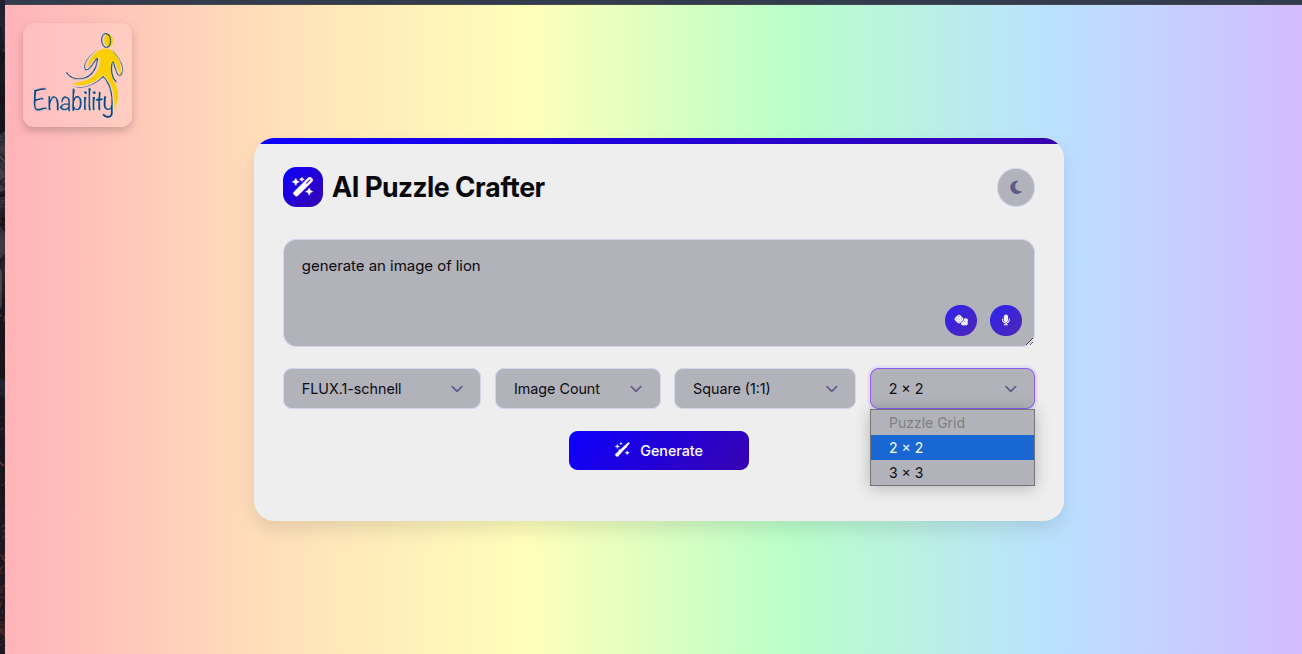 Enability
AI Puzzle Crafter
generate an image of lion
FLUX.1-schnell
Image Count
Square (1:1)
2 × 2
Puzzle Grid
2 × 2
3 × 3
Generate